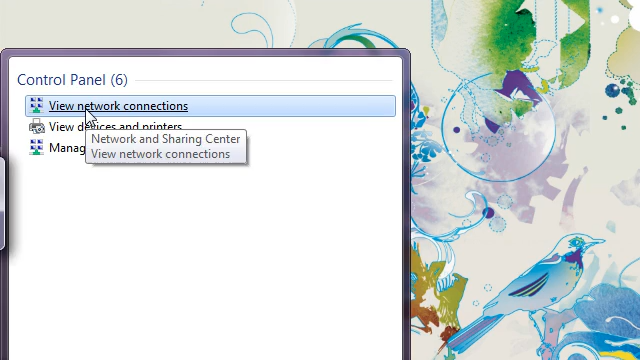 Control Panel (6)
View network connections
View devices and printers
Network and Sharing Center
View network connections